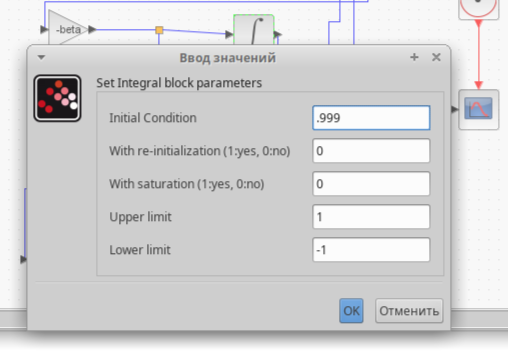 -beta
∫
Ввод значений
Set Integral block parameters
Initial Condition .999
With re-initialization (1:yes, 0:no) 0
With saturation (1:yes, 0:no) 0
Upper limit 1
Lower limit -1
OK Отменить